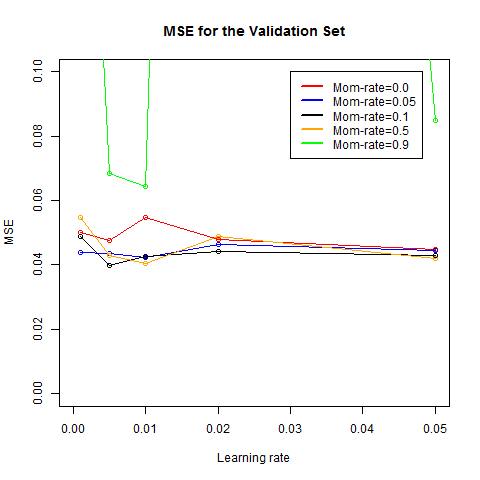 MSE for the Validation Set
MSE
0.10
0.08
0.06
0.04
0.02
0.00
Mom-rate=0.0
Mom-rate=0.05
Mom-rate=0.1
Mom-rate=0.5
Mom-rate=0.9
0.00 0.01 0.02 0.03 0.04 0.05
Learning rate